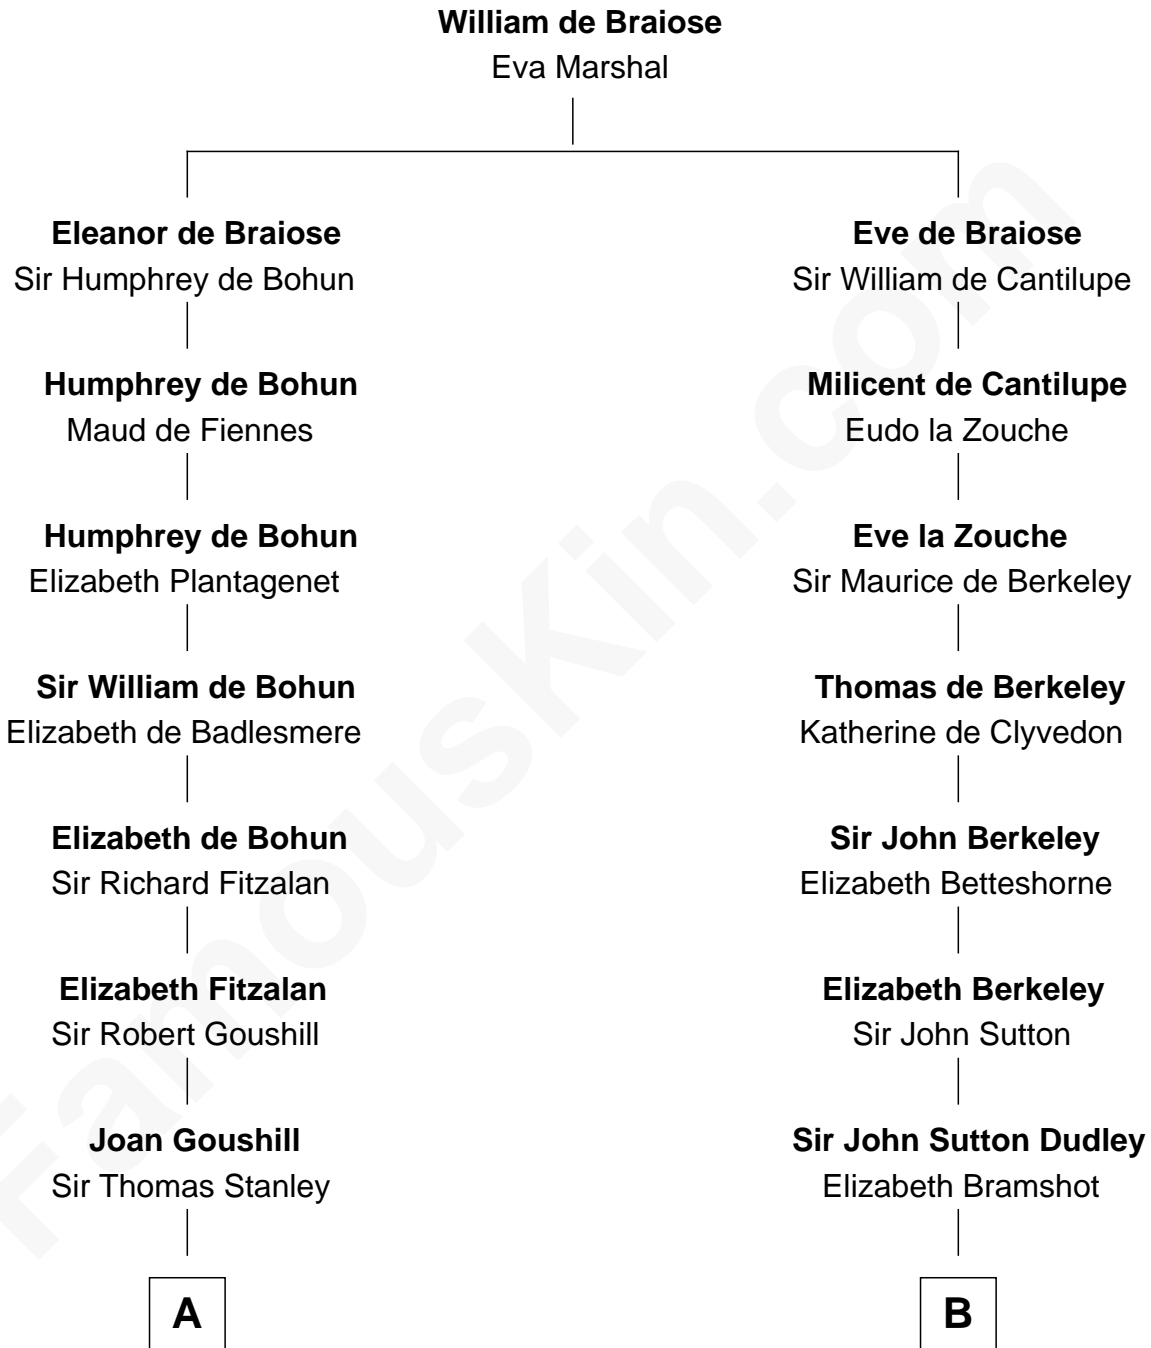 William de Braiose
Eva Marshal
Eleanor de Braiose
Sir Humphrey de Bohun
Humphrey de Bohun
Maud de Fiennes
Humphrey de Bohun
Elizabeth Plantagenet
Sir William de Bohun
Elizabeth de Badlesmere
Elizabeth de Bohun
Sir Richard Fitzalan
Elizabeth Fitzalan
Sir Robert Goushill
Joan Goushill
Sir Thomas Stanley
A
Eve de Braiose
Sir William de Cantilupe
Milicent de Cantilupe
Eudo la Zouche
Eve la Zouche
Sir Maurice de Berkeley
Thomas de Berkeley
Katherine de Clyvedon
Sir John Berkeley
Elizabeth Betteshorne
Elizabeth Berkeley
Sir John Sutton
Sir John Sutton Dudley
Elizabeth Bramshot
B
FamousKin.com